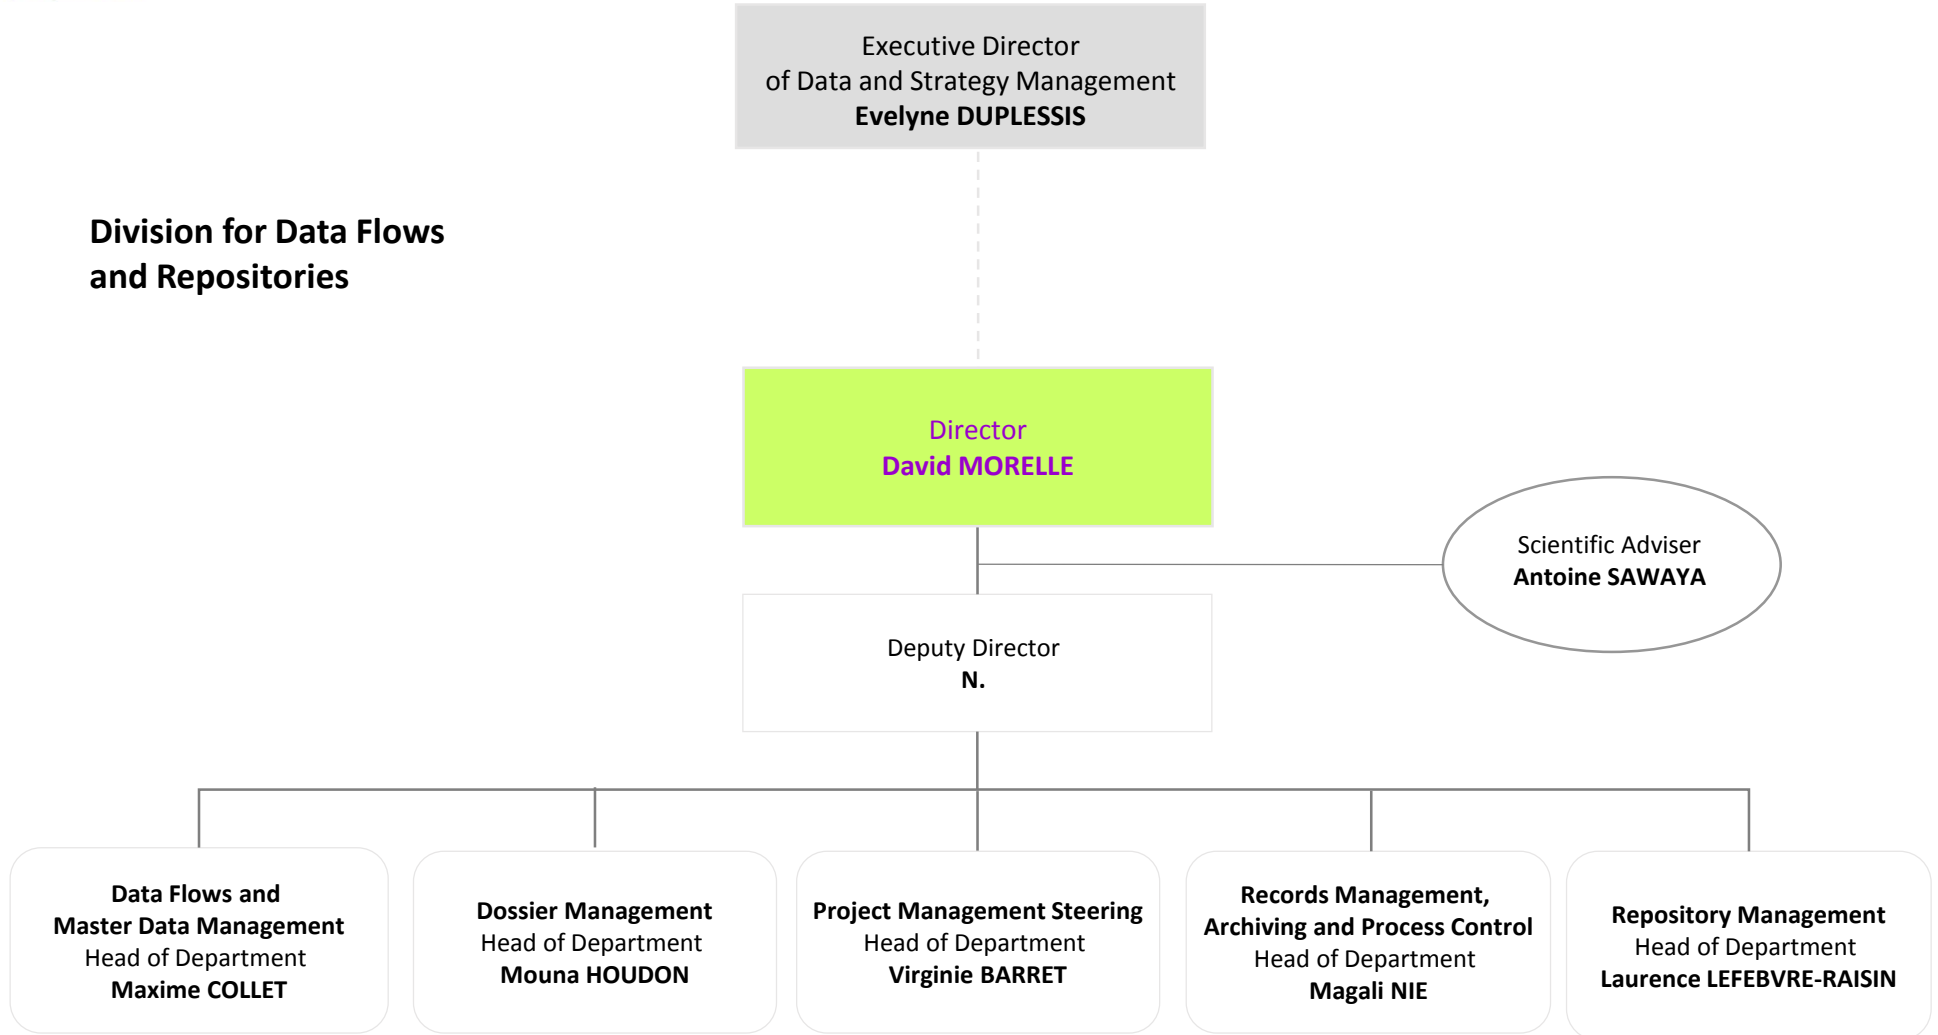 Executive Director
of Data and Strategy Management
Evelyne DUPLESSIS
Division for Data Flows
and Repositories
Director
David MORELLE
Scientific Adviser
Antoine SAWAYA
Deputy Director
N.
Data Flows and
Master Data Management
Head of Department
Maxime COLLET
Dossier Management
Head of Department
Mouna HOUDON
Project Management Steering
Head of Department
Virginie BARRET
Records Management,
Archiving and Process Control
Head of Department
Magali NIE
Repository Management
Head of Department
Laurence LEFEBVRE-RAISIN